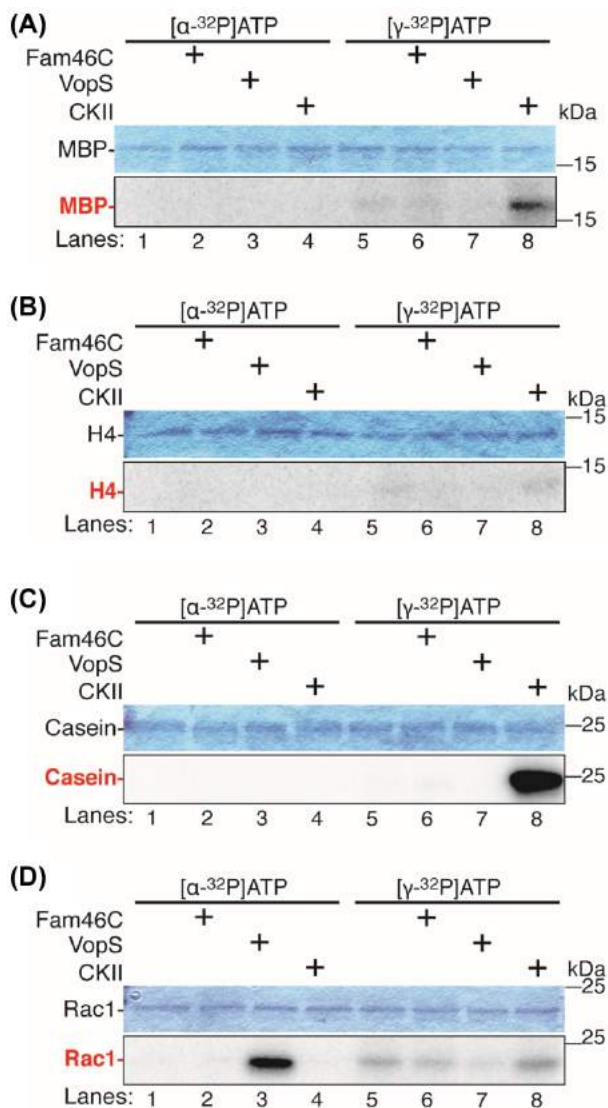 (A)
[α-³²P]ATP [γ-³²P]ATP
Fam46C + +
VopS + +
CKII + + kDa
MBP-
-15
MBP-
-15
Lanes: 1 2 3 4 5 6 7 8
(B)
[α-³²P]ATP [γ-³²P]ATP
Fam46C + +
VopS + +
CKII + + kDa
-15
H4-
-15
H4-
Lanes: 1 2 3 4 5 6 7 8
(C)
[α-³²P]ATP [γ-³²P]ATP
Fam46C + +
VopS + +
CKII + + kDa
Casein- -25
Casein- -25
Lanes: 1 2 3 4 5 6 7 8
(D)
[α-³²P]ATP [γ-³²P]ATP
Fam46C + +
VopS + +
CKII + + kDa
-25
Rac1-
-25
Rac1-
Lanes: 1 2 3 4 5 6 7 8